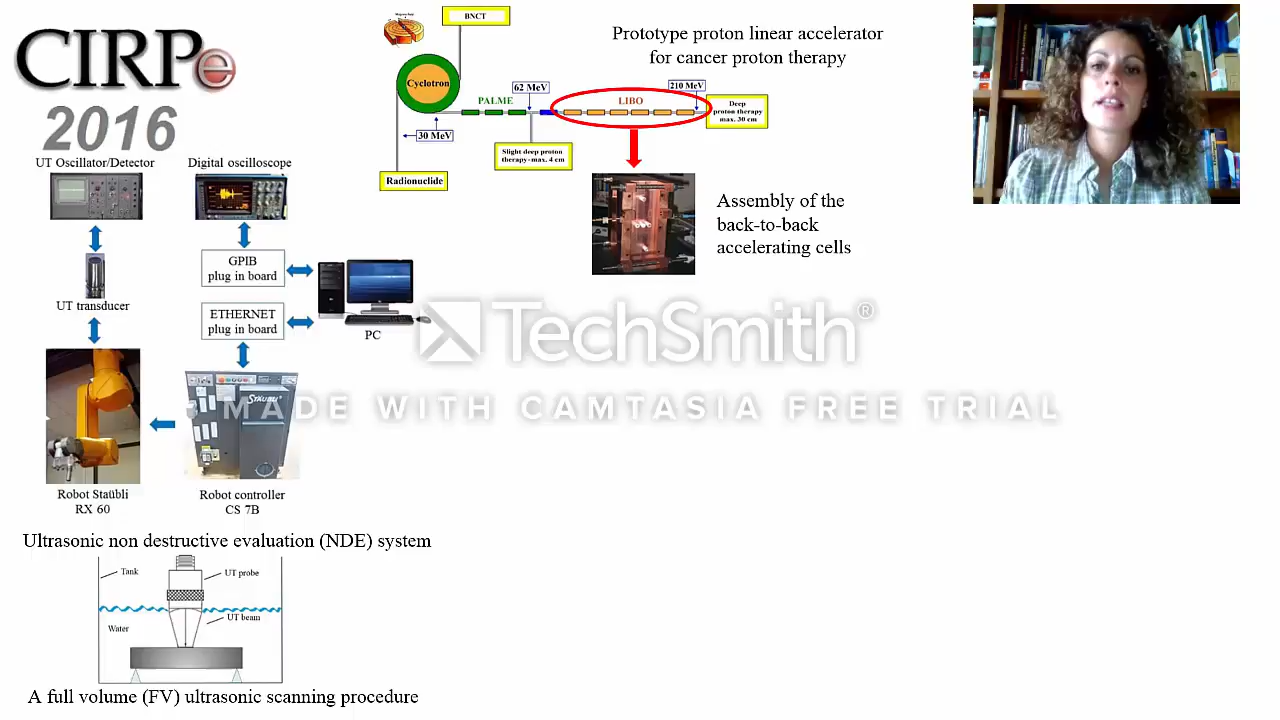 CIRPe
2016
UT Oscillator/Detector
Digital oscilloscope
GPIB
plug in board
UT transducer
ETHERNET
plug in board
PC
STÄUBLI
Robot Staübli
RX 60
Robot controller
CS 7B
Ultrasonic non destructive evaluation (NDE) system
Tank
UT probe
UT beam
Water
A full volume (FV) ultrasonic scanning procedure
BNCT
Cyclotron
PALME
62 MeV
LIBO
210 MeV
30 MeV
Deep
proton therapy
max. 30 cm
Slight deep proton
therapy-max. 4 cm
Radionuclide
Prototype proton linear accelerator
for cancer proton therapy
Assembly of the
back-to-back
accelerating cells
TechSmith®
MADE WITH CAMTASIA FREE TRIAL